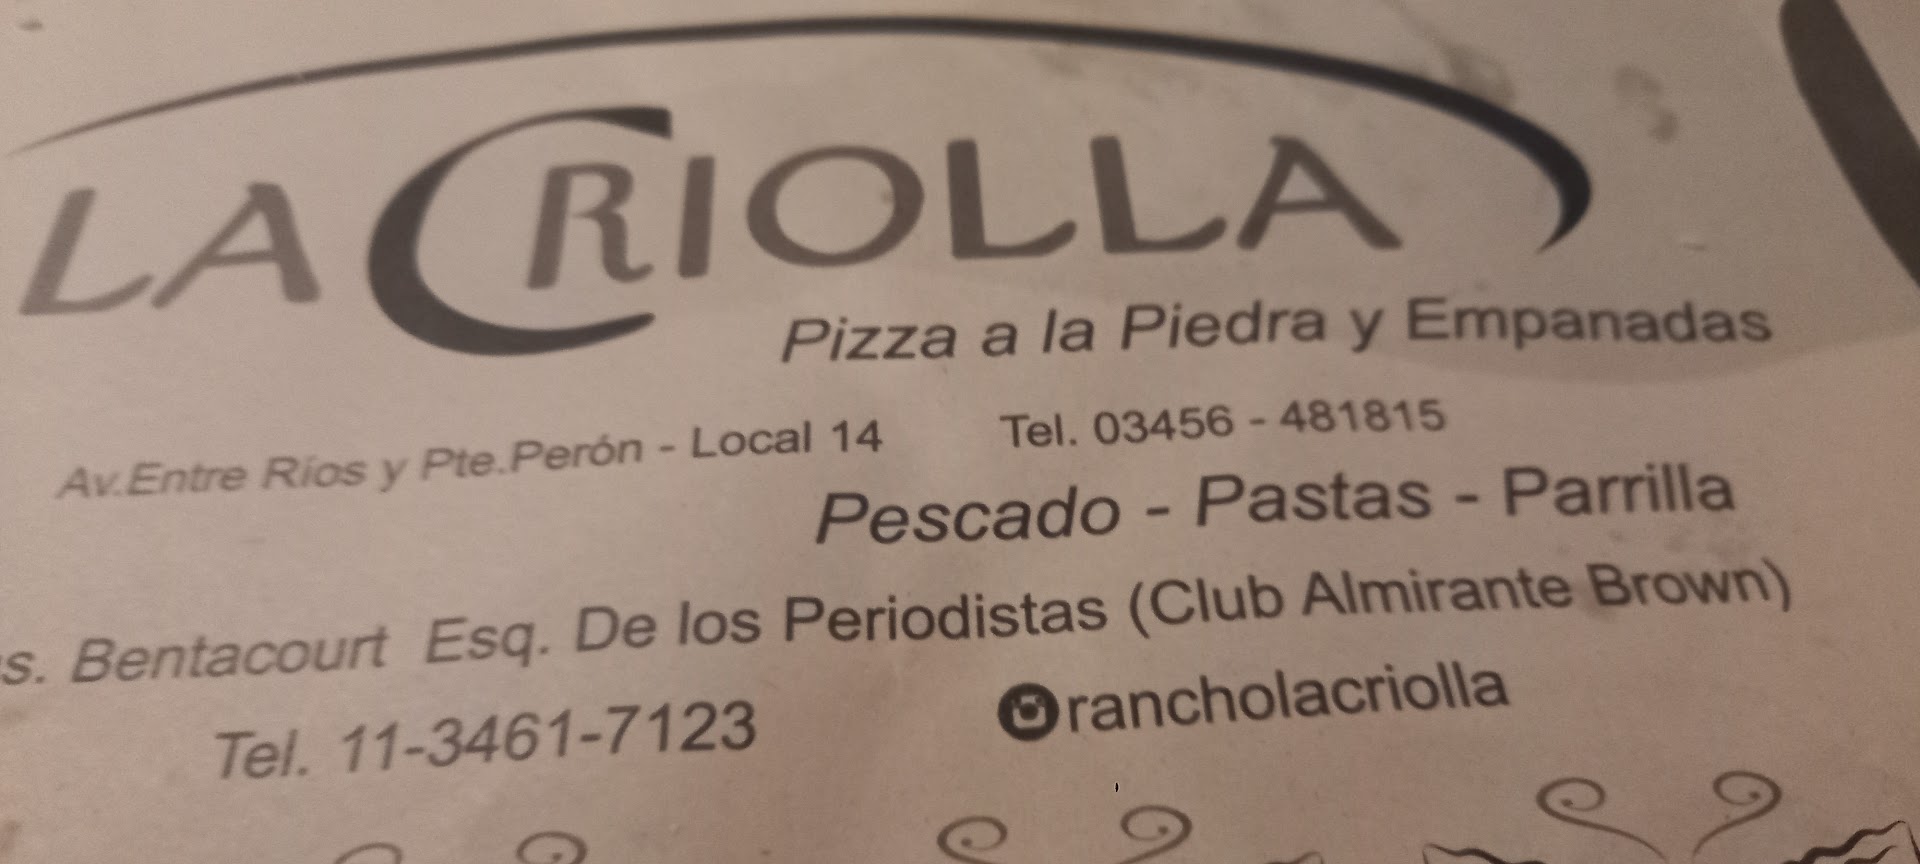 LA CRIOLLA
Pizza a la Piedra y Empanadas
Av.Entre Ríos y Pte.Perón - Local 14 Tel. 03456 - 481815
Pescado - Pastas - Parrilla
s. Bentacourt Esq. De los Periodistas (Club Almirante Brown)
Tel. 11-3461-7123 rancholacriolla